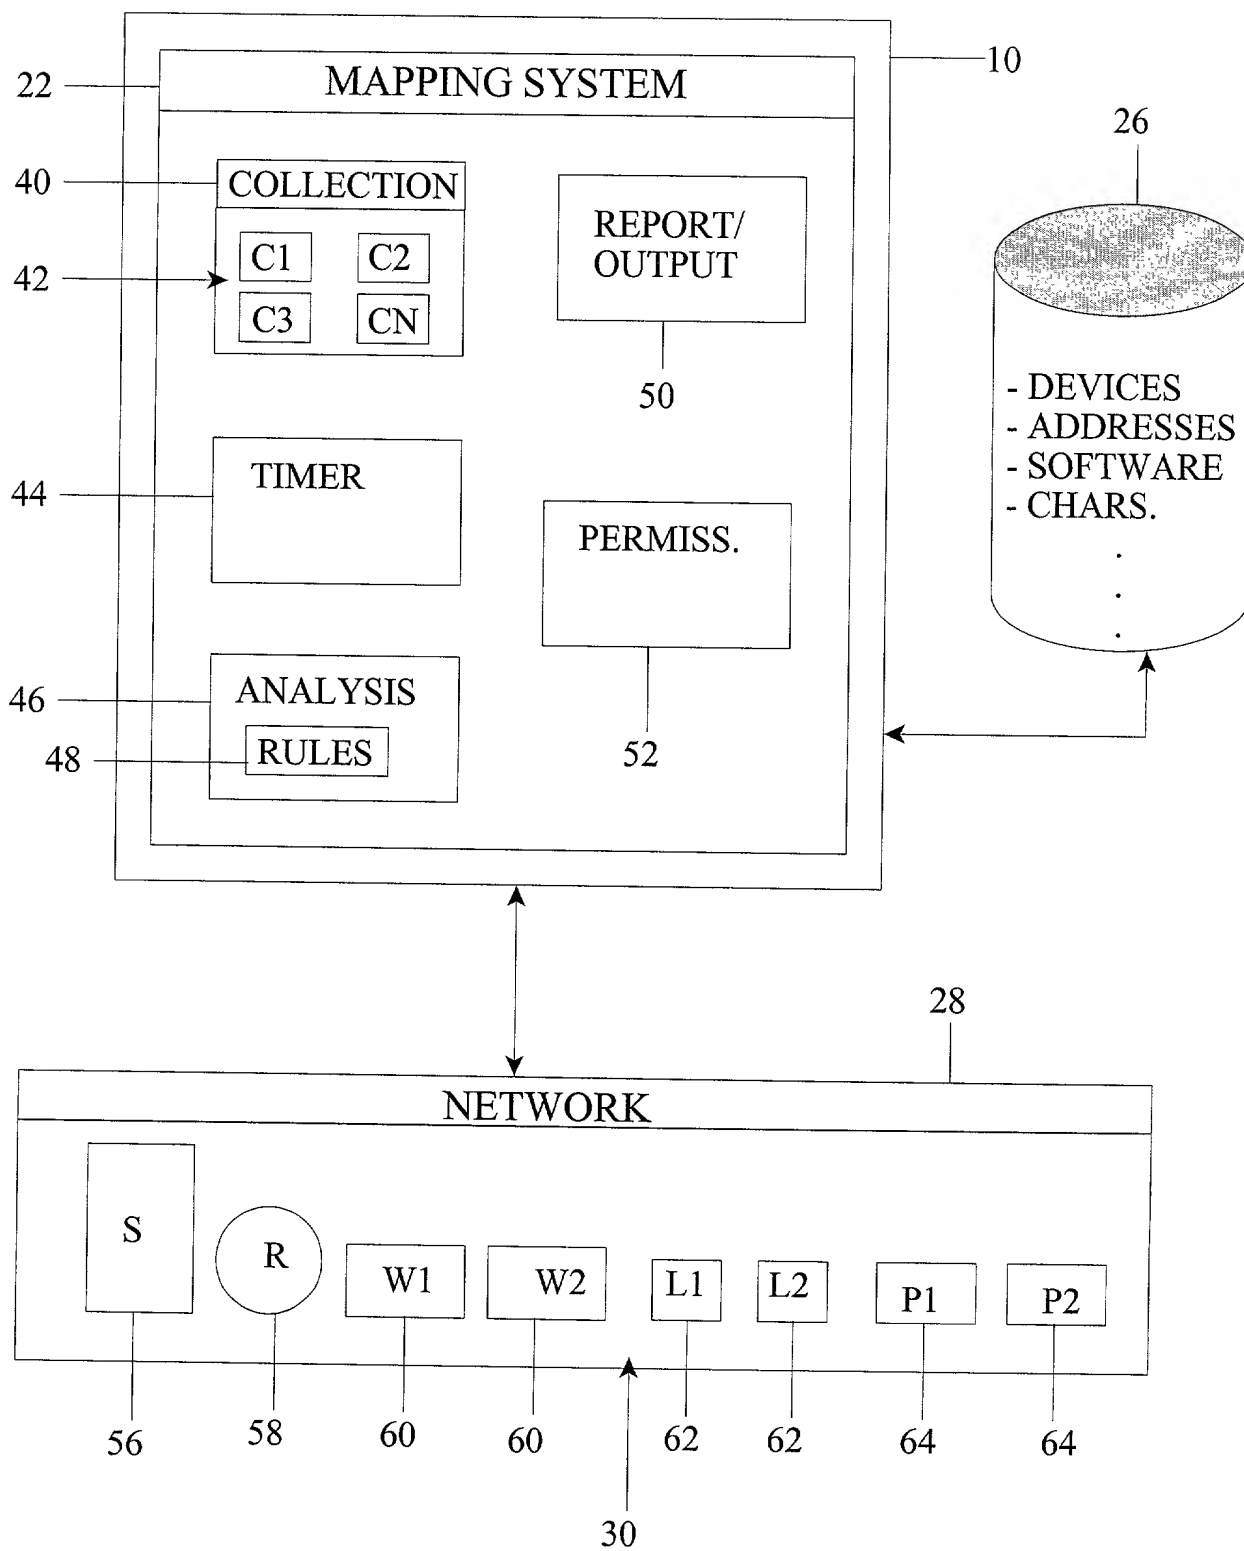 10
22
MAPPING SYSTEM
26
40
COLLECTION
42
C1
C2
C3
CN
REPORT/
OUTPUT
50
- DEVICES
- ADDRESSES
- SOFTWARE
- CHARS.
.
.
.
44
TIMER
PERMISS.
52
46
ANALYSIS
48
RULES
28
NETWORK
S
R
W1
W2
L1
L2
P1
P2
56
58
60
60
62
62
64
64
30